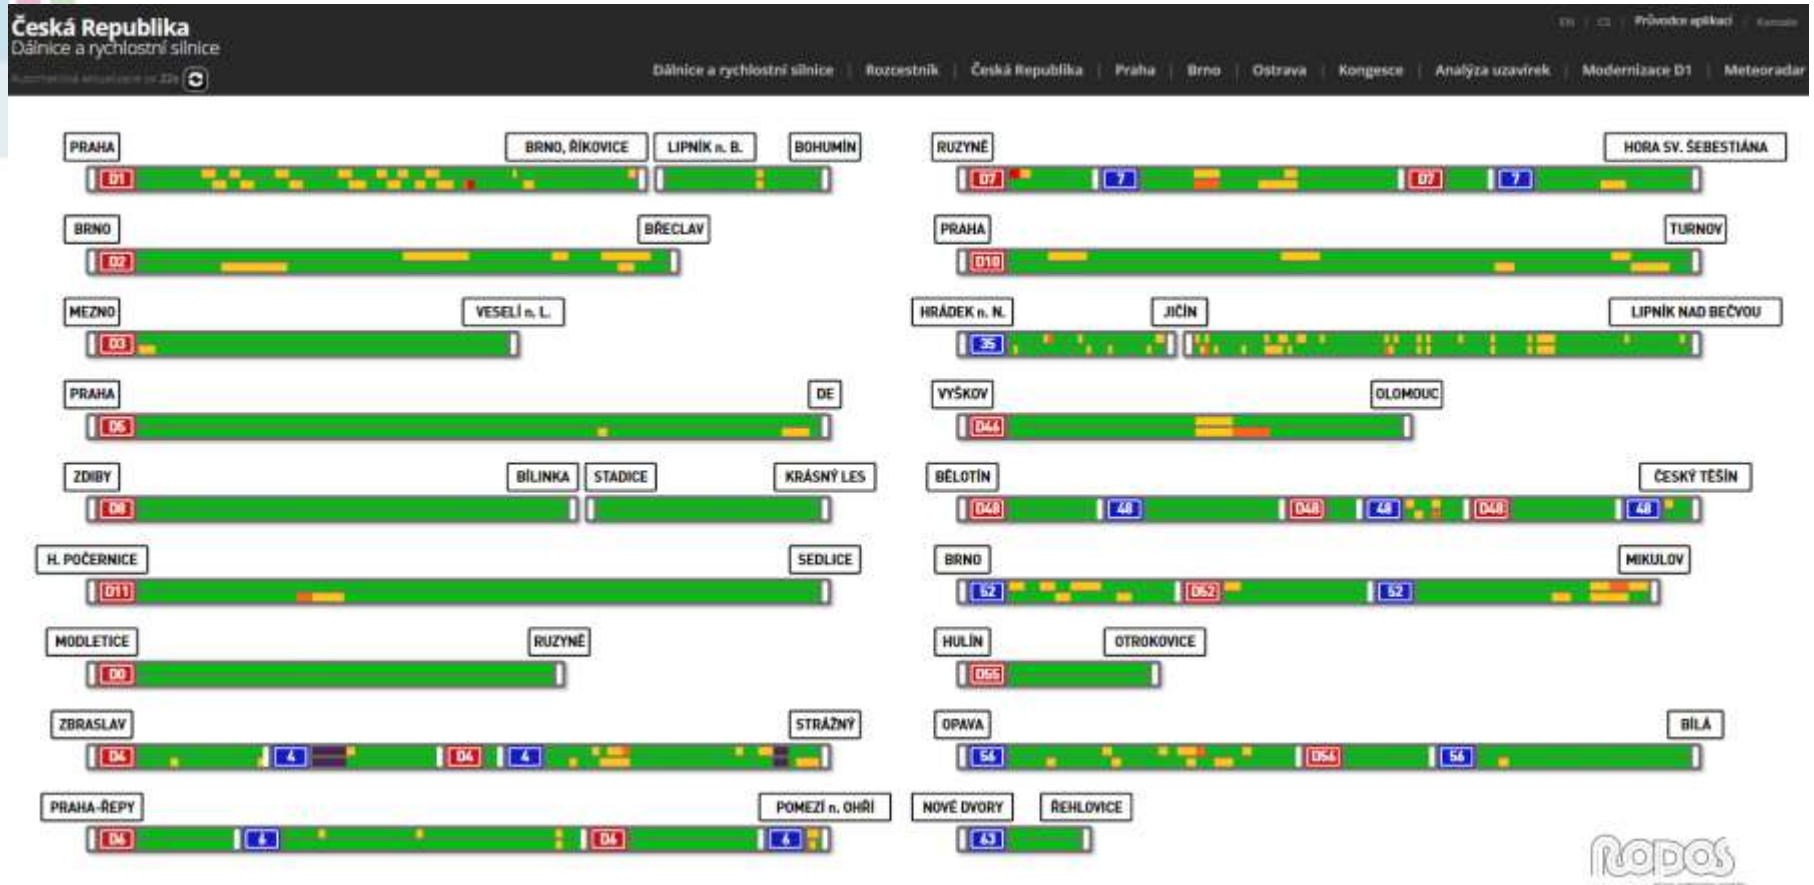 Česká Republika
Dálnice a rychlostní silnice
EN | CS | Průvodce aplikací
Dálnice a rychlostní silnice | Rozcestník | Česká Republika | Praha | Brno | Ostrava | Kongesce | Analýza uzavírek | Modernizace D1 | Meteoradar
PRAHA BRNO, ŘÍKOVICE LIPNÍK n. B. BOHUMÍN
D1
BRNO BŘECLAV
D2
MEZNO VESELÍ n. L.
D3
PRAHA DE
D5
ZDIBY BÍLINKA STADICE KRÁSNÝ LES
D8
H. POČERNICE SEDLICE
D11
MODLETICE RUZYNĚ
D0
ZBRASLAV STRÁŽNÝ
D4 4 D4 4
PRAHA-ŘEPY POMEZÍ n. OHŘÍ
D6 6 D6 6
RUZYNĚ HORA SV. ŠEBESTIÁNA
D7 7 D7 7
PRAHA TURNOV
D10
HRÁDEK n. N. JIČÍN LIPNÍK NAD BEČVOU
35
VYŠKOV OLOMOUC
D46
BĚLOTÍN ČESKÝ TĚŠÍN
D48 48 D48 48 D48 48
BRNO MIKULOV
52 D52 52
HULÍN OTROKOVICE
D55
OPAVA BÍLÁ
56 D56 56
NOVÉ DVORY ŘEHLOVICE
63
RODOS